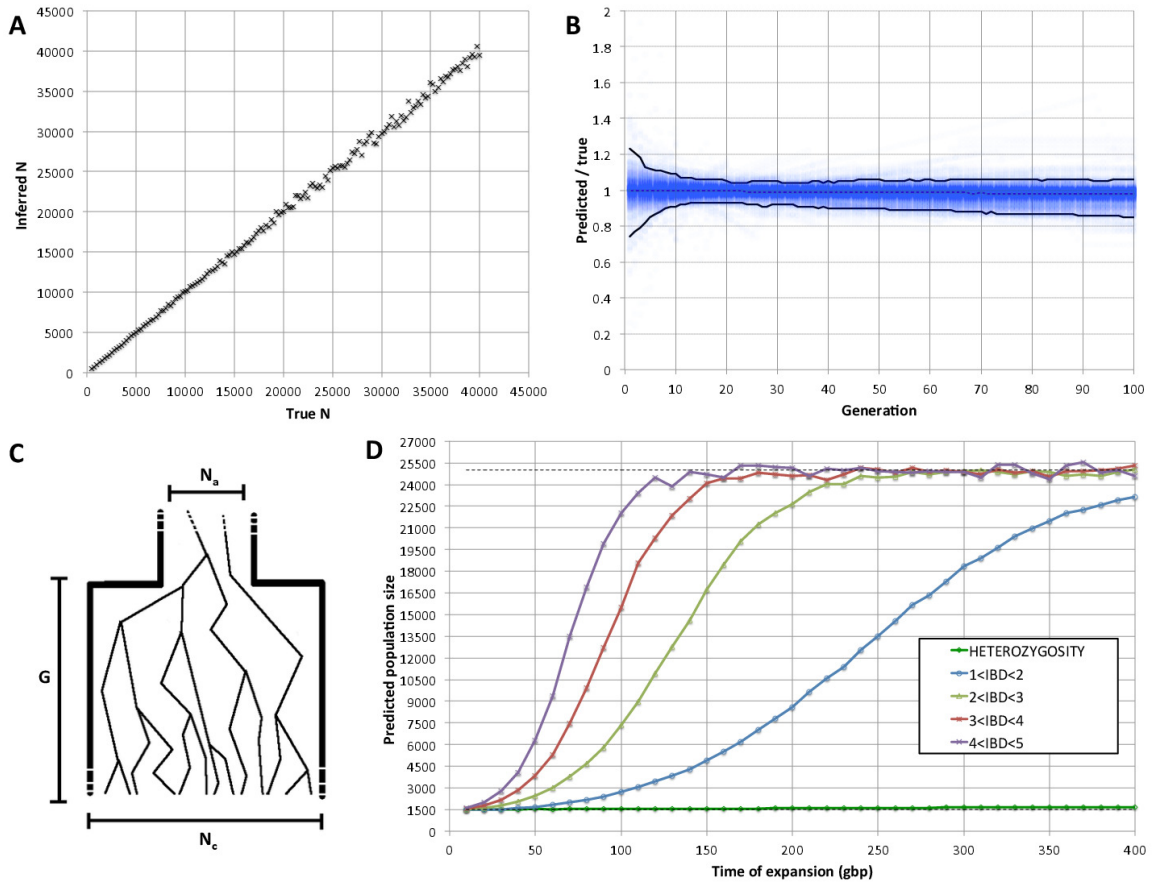 A
45000
40000
35000
30000
25000
20000
15000
10000
5000
0
Inferred N
0 5000 10000 15000 20000 25000 30000 35000 40000 45000
True N
B
2
1.8
1.6
1.4
1.2
1
0.8
0.6
0.4
0.2
0
Predicted / true
0 10 20 30 40 50 60 70 80 90 100
Generation
C
Na
G
Nc
D
27000
25500
24000
22500
21000
19500
18000
16500
15000
13500
12000
10500
9000
7500
6000
4500
3000
1500
0
Predicted population size
HETEROZYGOSITY
1<IBD<2
2<IBD<3
3<IBD<4
4<IBD<5
0 50 100 150 200 250 300 350 400
Time of expansion (gbp)